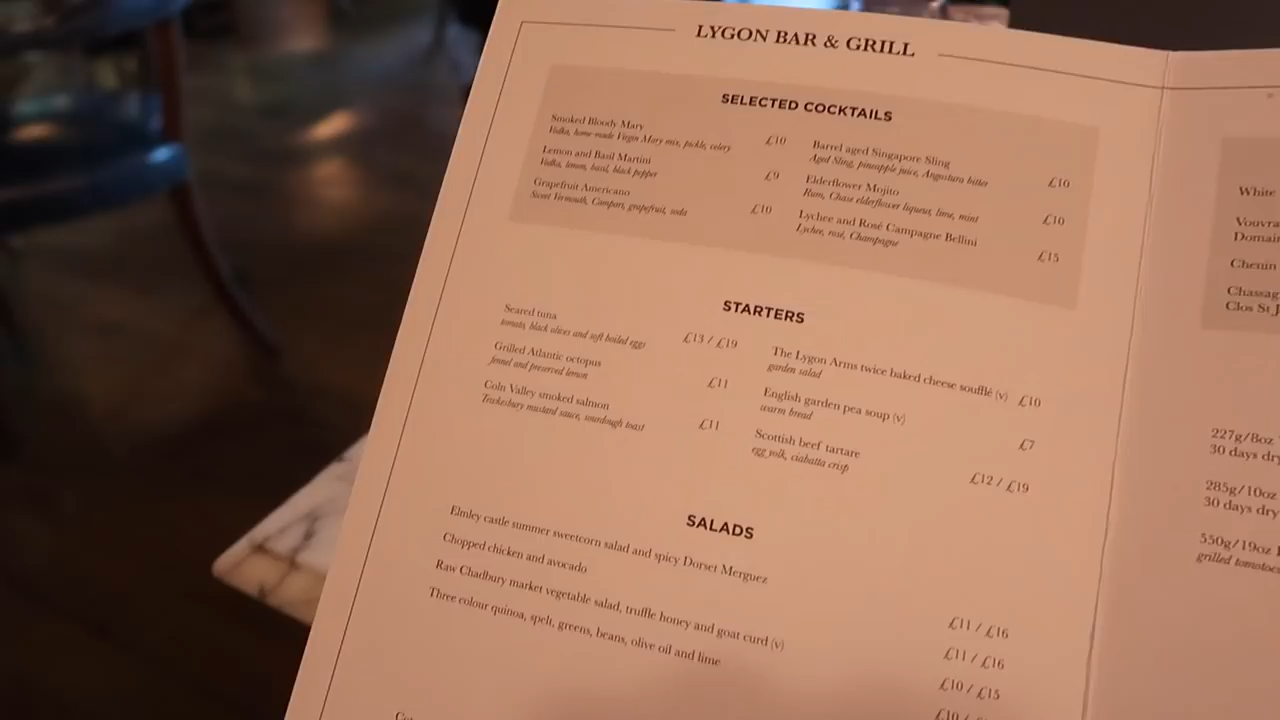 LYGON BAR & GRILL
SELECTED COCKTAILS
Smoked Bloody Mary £10
Vodka, home-made Virgin Mary mix, pickle, celery
Lemon and Basil Martini £9
Vodka, lemon, basil, black pepper
Grapefruit Americano £10
Sweet Vermouth, Campari, grapefruit, soda
Barrel aged Singapore Sling £10
Aged Sling, pineapple juice, Angostura bitter
Elderflower Mojito £10
Rum, Chase elderflower liqueur, lime, mint
Lychee and Rosé Campagne Bellini £15
Lychee, rosé, Champagne
STARTERS
Seared tuna £13 / £19
tomato, black olives and soft boiled eggs
Grilled Atlantic octopus £11
fennel and preserved lemon
Coln Valley smoked salmon £11
Tewkesbury mustard sauce, sourdough toast
The Lygon Arms twice baked cheese soufflé (v) £10
garden salad
English garden pea soup (v) £7
warm bread
Scottish beef tartare £12 / £19
egg yolk, ciabatta crisp
SALADS
Elmley castle summer sweetcorn salad and spicy Dorset Merguez £11 / £16
Chopped chicken and avocado £11 / £16
Raw Chadbury market vegetable salad, truffle honey and goat curd (v) £10 / £15
Three colour quinoa, spelt, greens, beans, olive oil and lime £10 /
White
Vouvra
Domain
Chenin
Chassag
Clos St J
227g/8oz
30 days dry
285g/10oz
30 days dry
550g/19oz
grilled tomatoes